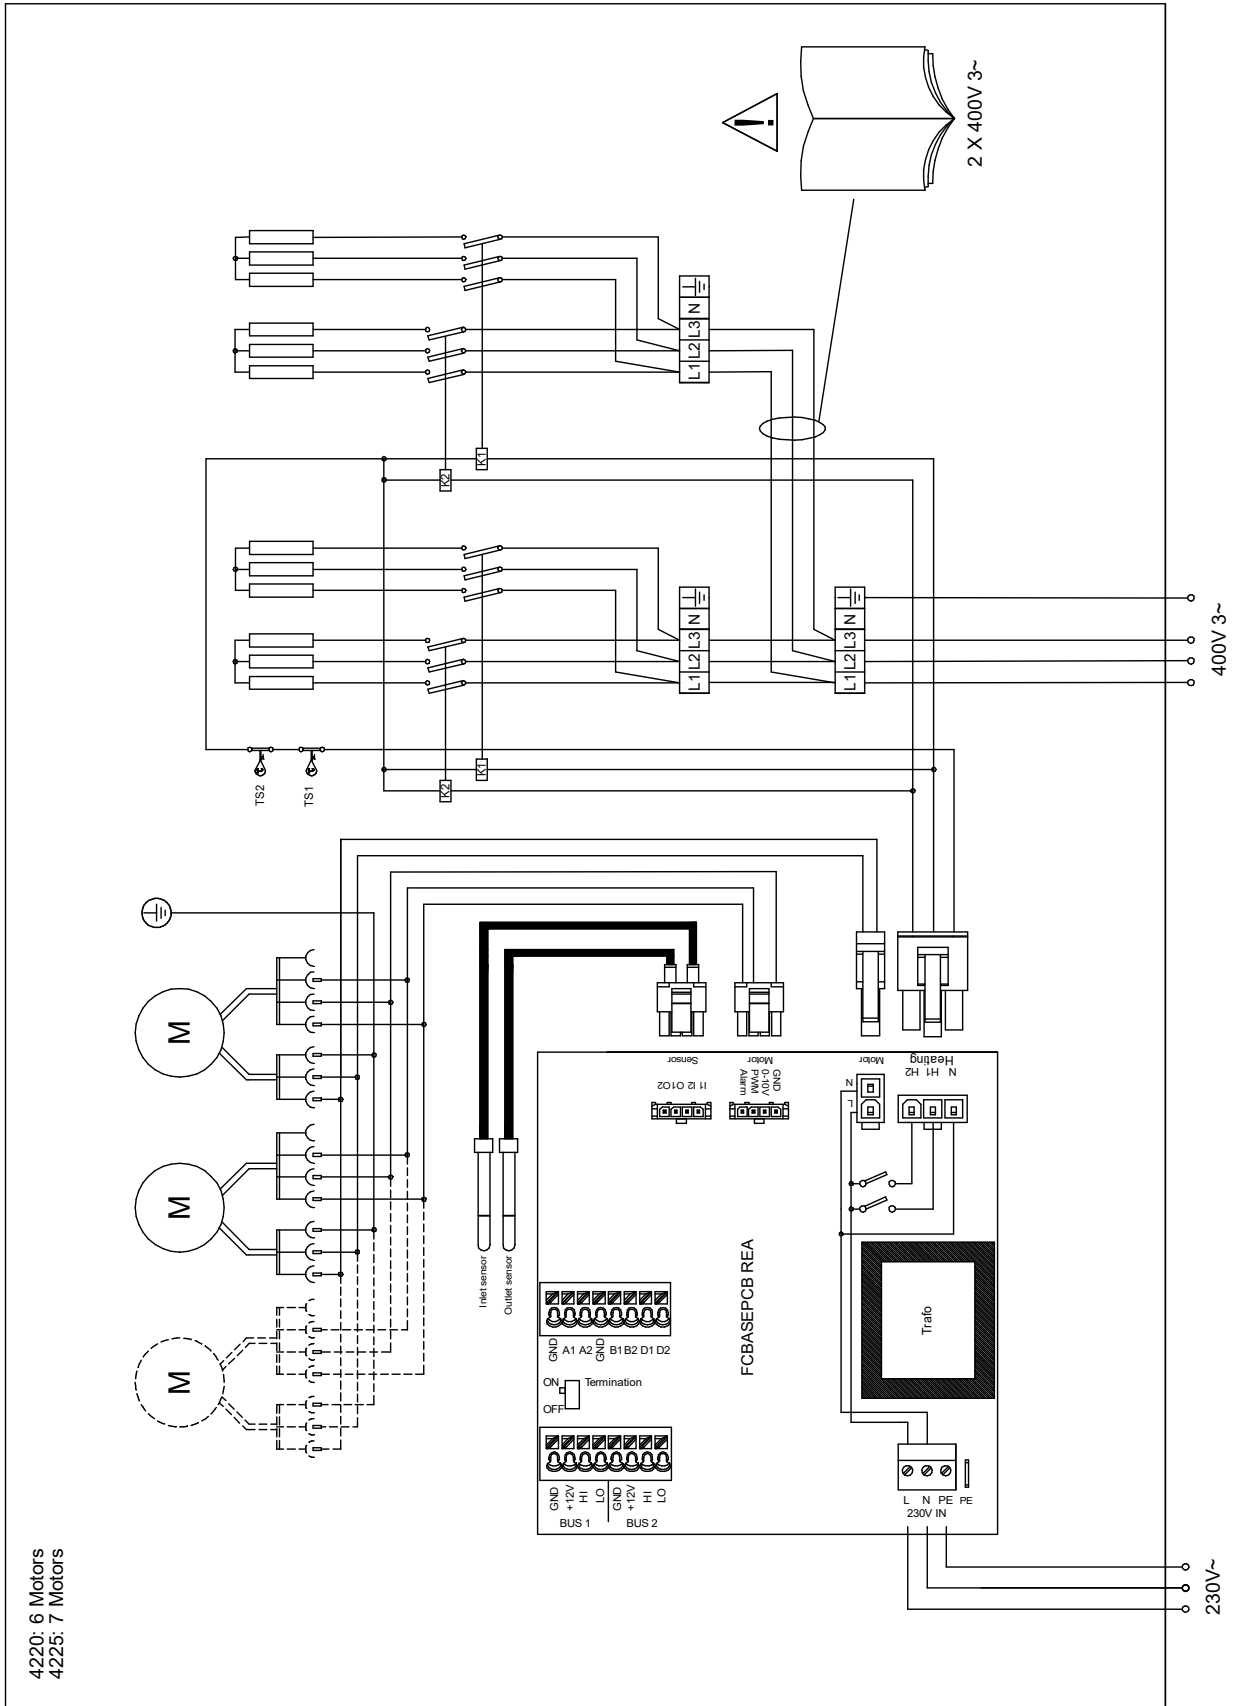 4220: 6 Motors
4225: 7 Motors
2 X 400V 3~
L1 L2 L3 N
K1
K2
L1 L2 L3 N
L1 L2 L3 N
400V 3~
K1
K2
TS2
TS1
M
M
M
Sensor
Motor
Motor
Heating
I1 I2 O1O2
Alarm
PWM
0-10V
GND
N
L
H2
H1
N
Inlet sensor
Outlet sensor
FCBASEPCB REA
Trafo
GND A1 A2 GND B1 B2 D1 D2
ON
OFF
Termination
GND +12V HI LO GND +12V HI LO
BUS 1
BUS 2
L N PE PE
230V IN
230V~